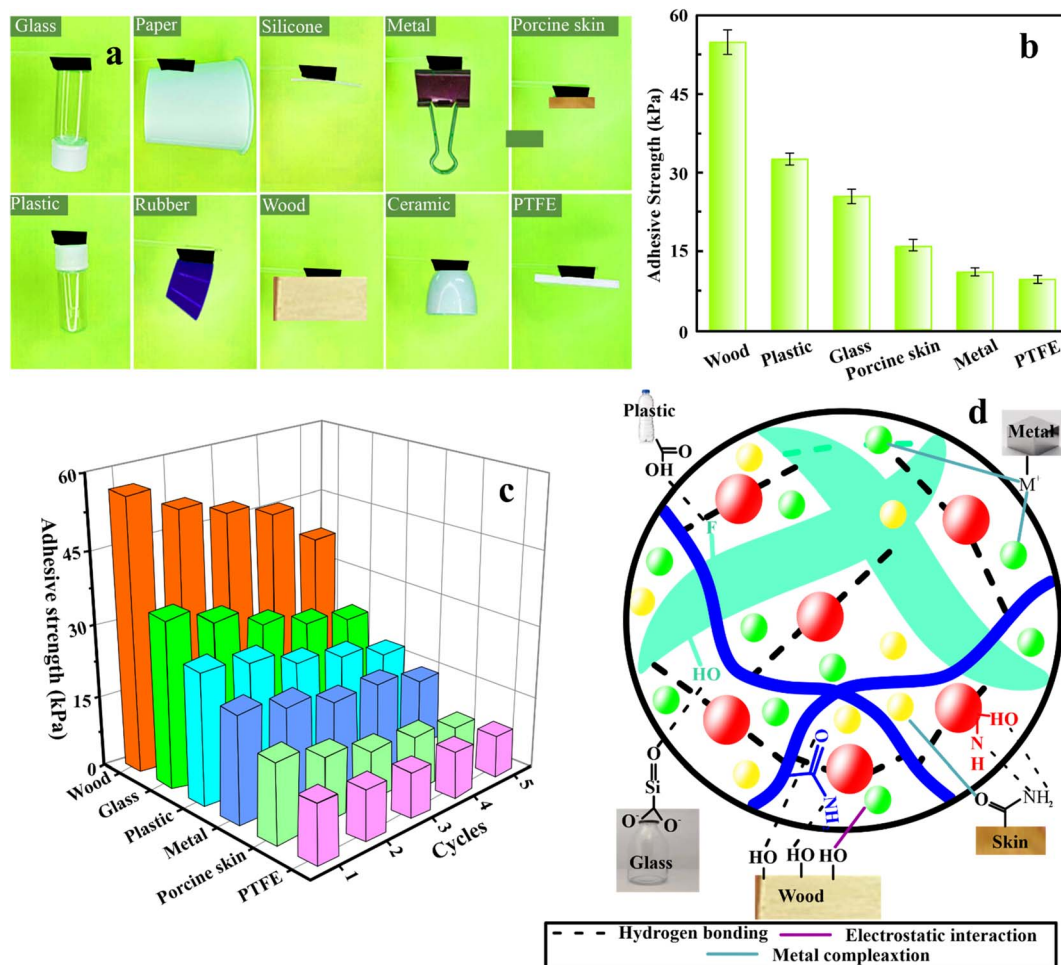 Glass
Paper
Silicone
Metal
Porcine skin
a
Plastic
Rubber
Wood
Ceramic
PTFE
b
Adhesive Strength (kPa)
60
45
30
15
0
Wood
Plastic
Glass
Porcine skin
Metal
PTFE
c
Adhesive strength (kPa)
60
45
30
15
0
Wood
Glass
Plastic
Metal
Porcine skin
PTFE
1
2
3
4
5
Cycles
d
Plastic
O
OH
F
HO
Metal
M⁺
O
Si
O⁻ O⁻
Glass
O
NH₂
HO HO HO
Wood
HO
N
H
O NH₂
Skin
Hydrogen bonding
Electrostatic interaction
Metal compleaxtion